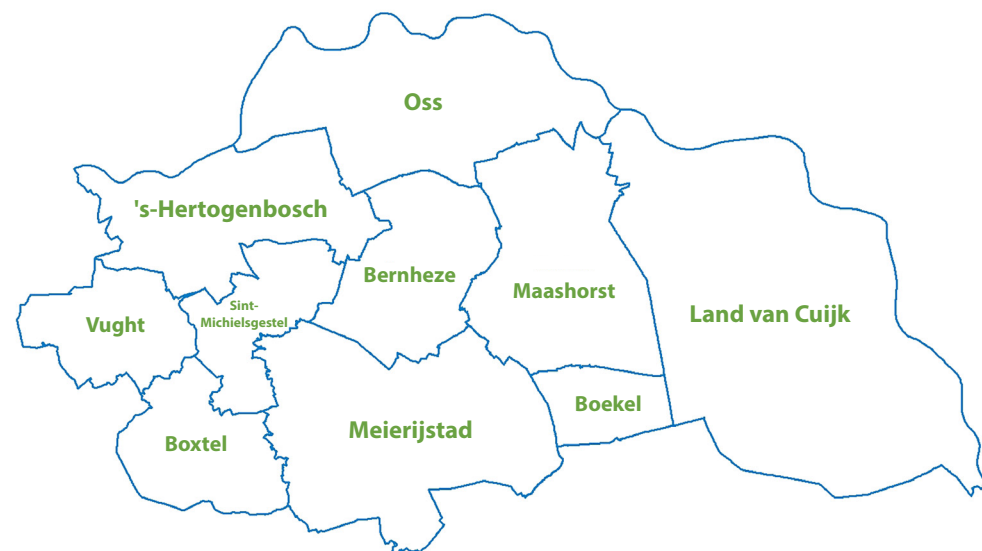 Oss
's-Hertogenbosch
Bernheze
Maashorst
Sint-
Michielsgestel
Land van Cuijk
Vught
Boekel
Meierijstad
Boxtel